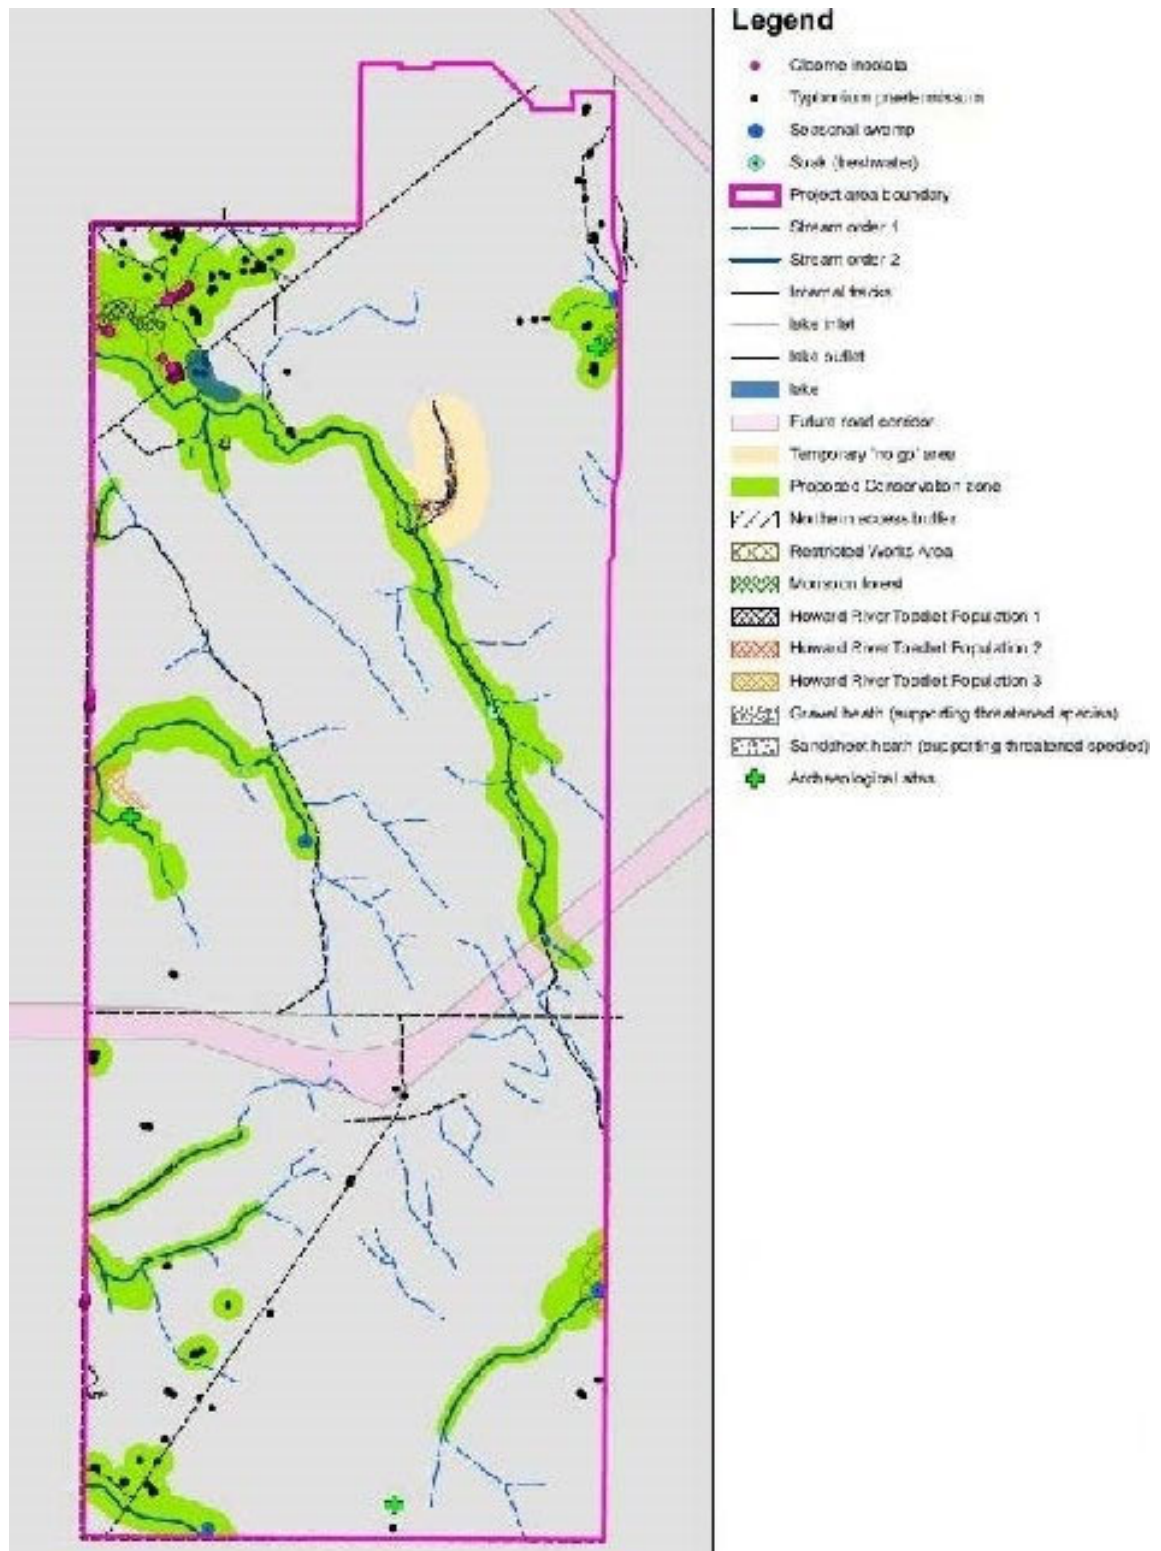 Legend
Cleome insolata
Typhonium praetermissum
Seasonal swamp
Soak (freshwater)
Project area boundary
Stream order 1
Stream order 2
Internal tracks
lake inlet
lake outlet
lake
Future road corridor
Temporary 'no go' area
Proposed Conservation zone
Northern access buffer
Restricted Works Area
Monsoon forest
Howard River Toadlet Population 1
Howard River Toadlet Population 2
Howard River Toadlet Population 3
Gravel heath (supporting threatened species)
Sandsheet heath (supporting threatened species)
Archaeological sites